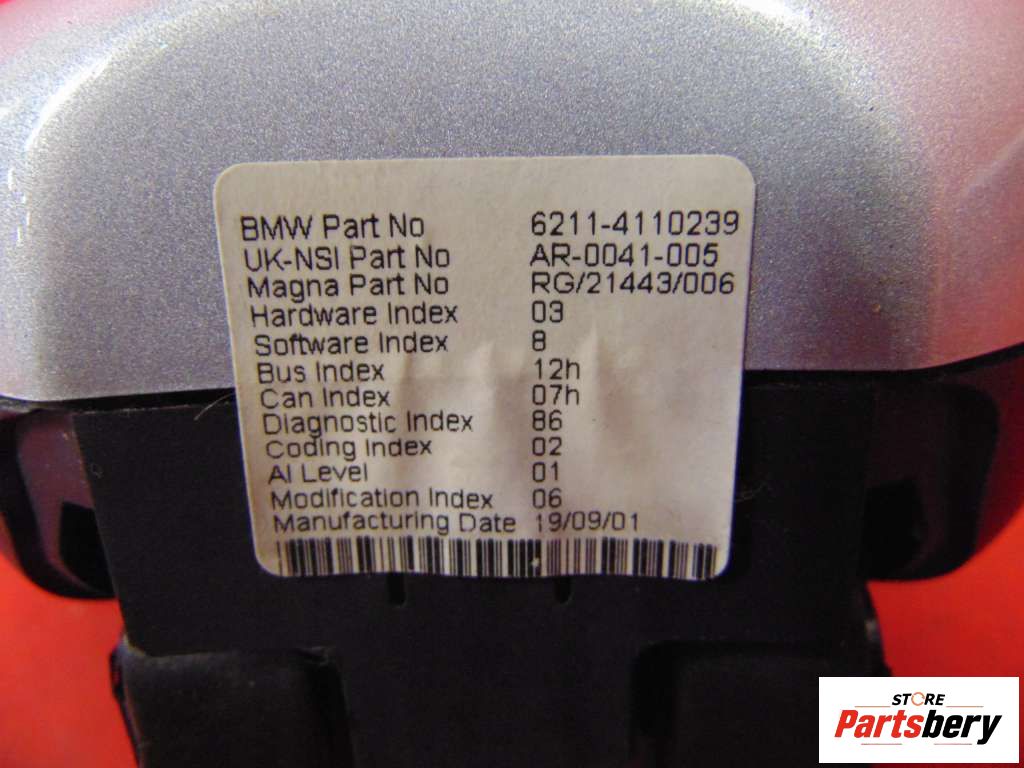 BMW Part No 6211-4110239
UK-NSI Part No AR-0041-005
Magna Part No RG/21443/006
Hardware Index 03
Software Index 8
Bus Index 12h
Can Index 07h
Diagnostic Index 86
Coding Index 02
AI Level 01
Modification Index 06
Manufacturing Date 19/09/01
STORE
Partsbery